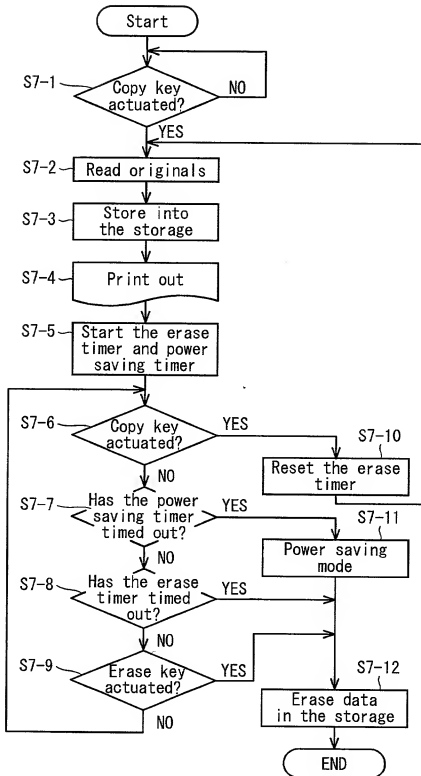 Start
S7-1
Copy key
actuated?
NO
YES
S7-2
Read originals
S7-3
Store into
the storage
S7-4
Print out
S7-5
Start the erase
timer and power
saving timer
S7-6
Copy key
actuated?
YES
NO
S7-10
Reset the erase
timer
S7-7
Has the power
saving timer
timed out?
YES
NO
S7-11
Power saving
mode
S7-8
Has the erase
timer timed
out?
YES
NO
S7-9
Erase key
actuated?
YES
NO
S7-12
Erase data
in the storage
END